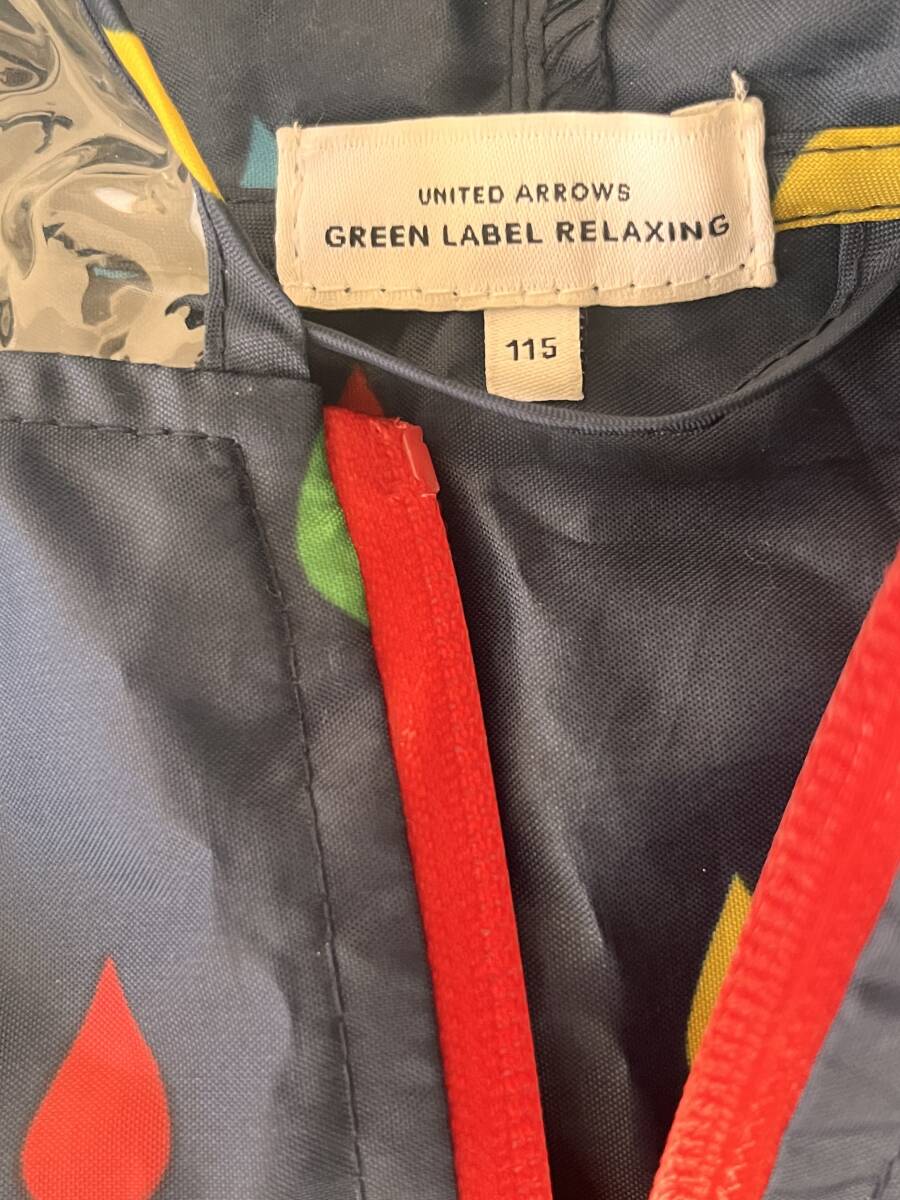 UNITED ARROWS
GREEN LABEL RELAXING
115